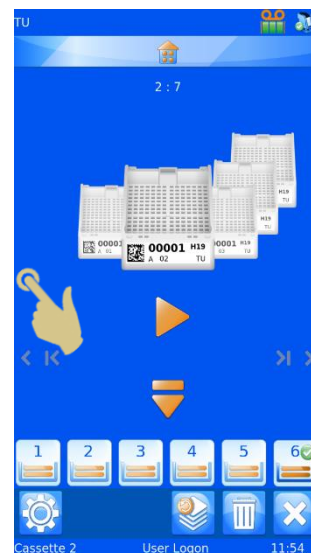 TU
2 : 7
H19
TU
H19
TU
00001
A 01
00001 H19
A 02 TU
00001 H19
03 TU
1 2 3 4 5 6
Cassette 2 User Logon 11:54